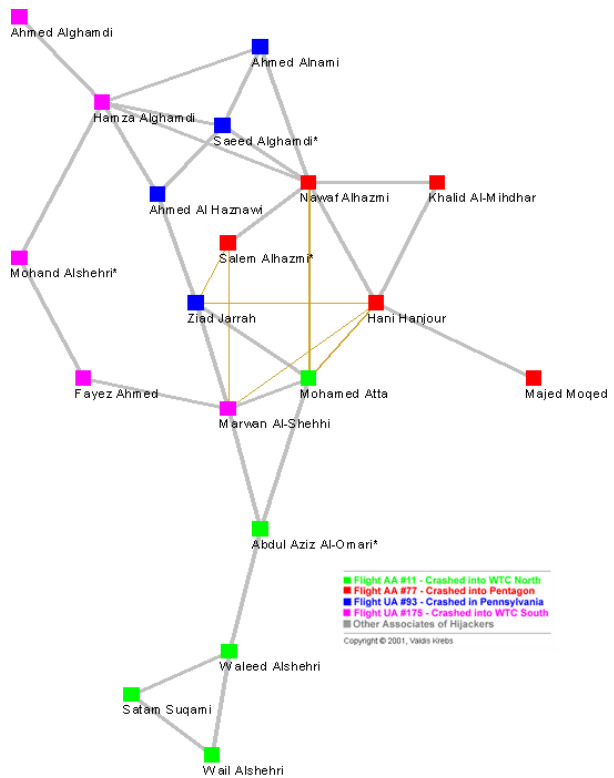 Ahmed Alghamdi
Ahmed Alnami
Hamza Alghamdi
Saeed Alghamdi*
Nawaf Alhazmi
Khalid Al-Mihdhar
Ahmed Al Haznawi
Salem Alhazmi*
Mohand Alshehri*
Ziad Jarrah
Hani Hanjour
Fayez Ahmed
Mohamed Atta
Majed Moqed
Marwan Al-Shehhi
Abdul Aziz Al-Omari*
Flight AA #11 - Crashed into WTC North
Flight AA #77 - Crashed into Pentagon
Flight UA #93 - Crashed in Pennsylvania
Flight UA #175 - Crashed into WTC South
Other Associates of Hijackers
Copyright © 2001, Valdis Krebs
Waleed Alshehri
Satam Suqami
Wail Alshehri